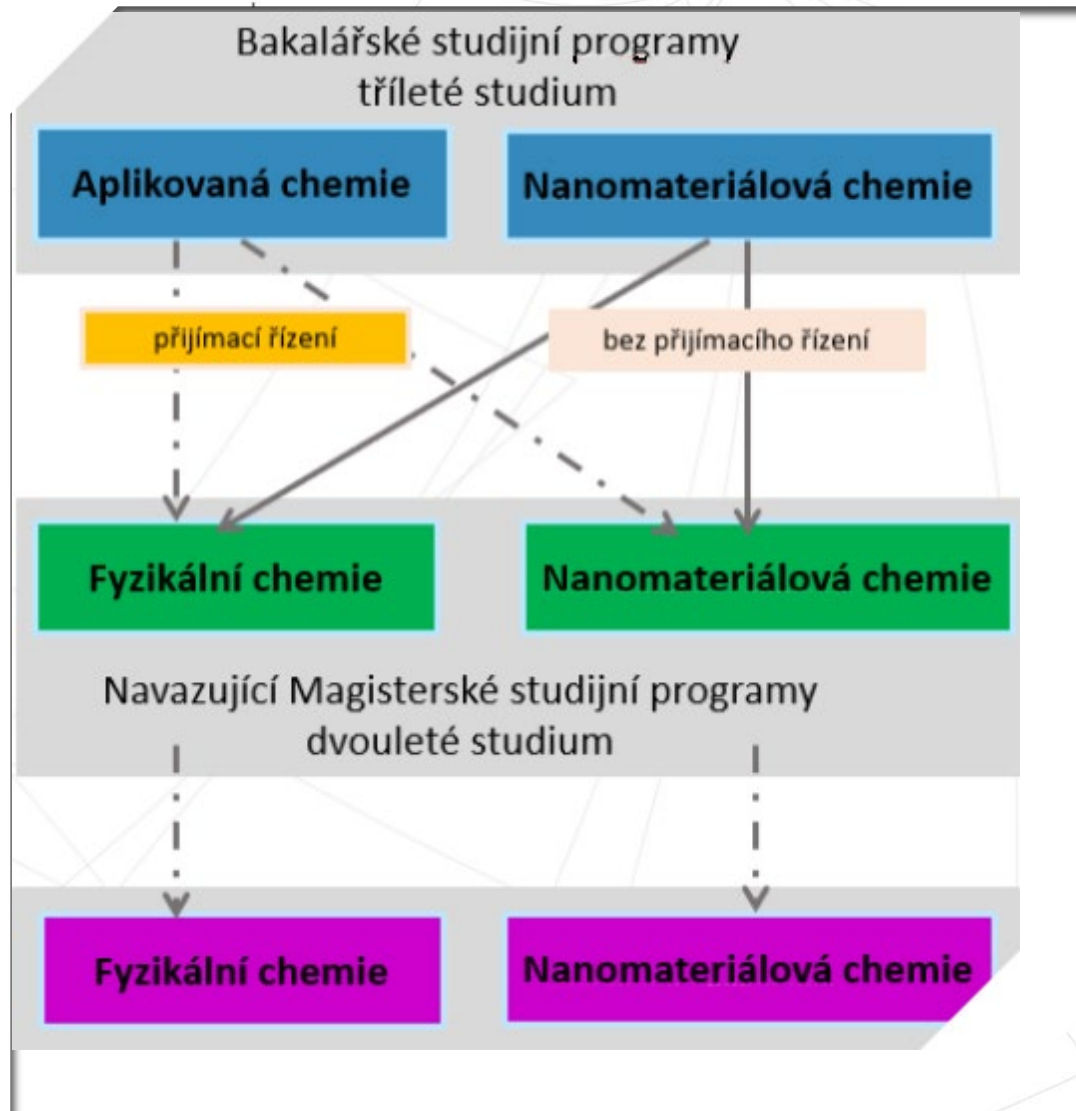 Bakalářské studijní programy
tříleté studium
Aplikovaná chemie
Nanomateriálová chemie
přijímací řízení
bez přijímacího řízení
Fyzikální chemie
Nanomateriálová chemie
Navazující Magisterské studijní programy
dvouleté studium
Fyzikální chemie
Nanomateriálová chemie